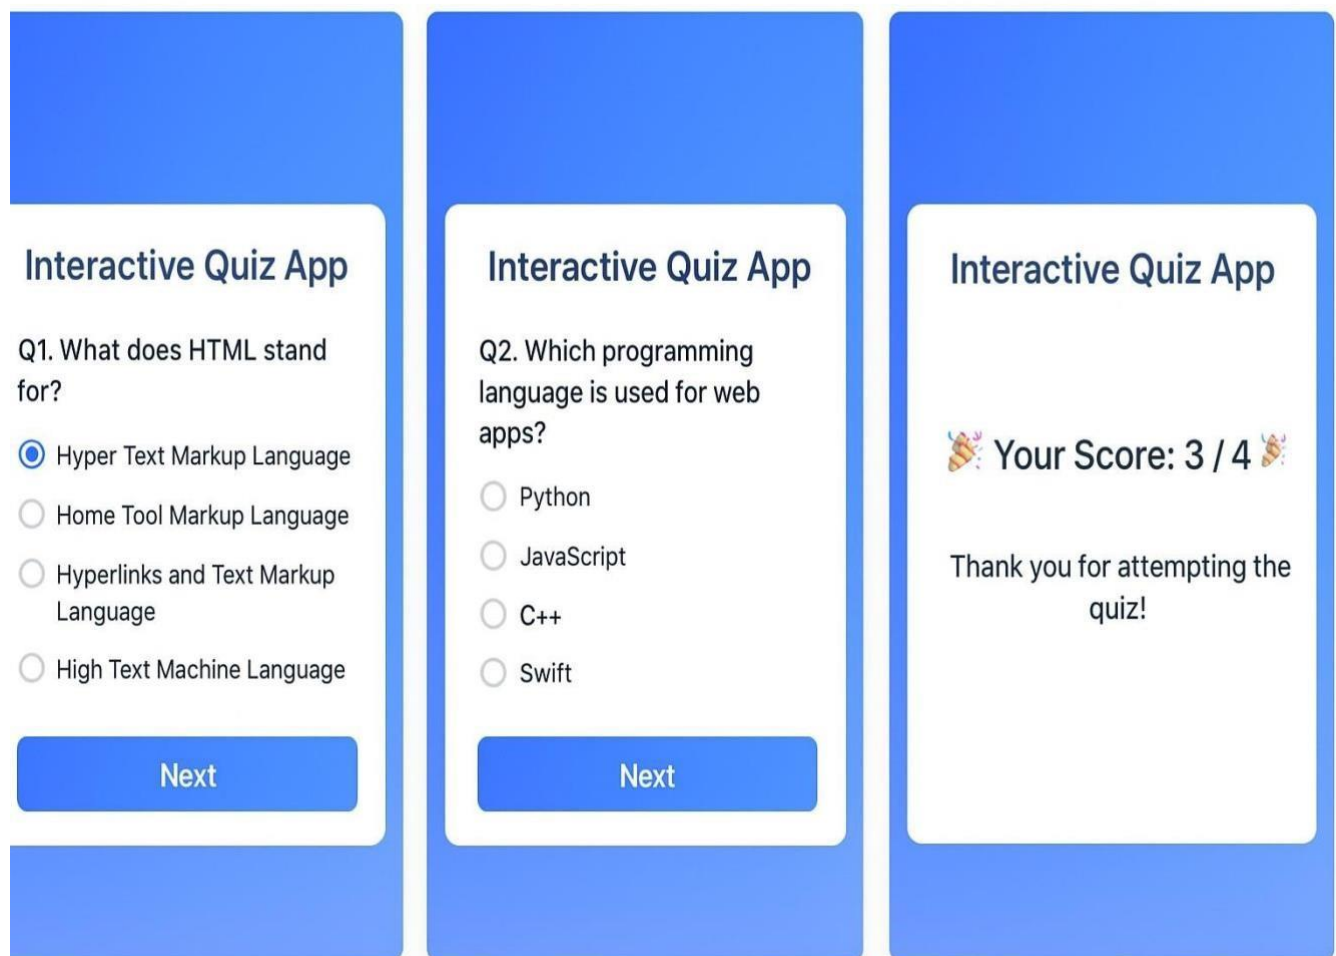 Interactive Quiz App
Q1. What does HTML stand
for?
Hyper Text Markup Language
Home Tool Markup Language
Hyperlinks and Text Markup
Language
High Text Machine Language
Next
Interactive Quiz App
Q2. Which programming
language is used for web
apps?
Python
JavaScript
C++
Swift
Next
Interactive Quiz App
🎉 Your Score: 3 / 4 🎉
Thank you for attempting the
quiz!